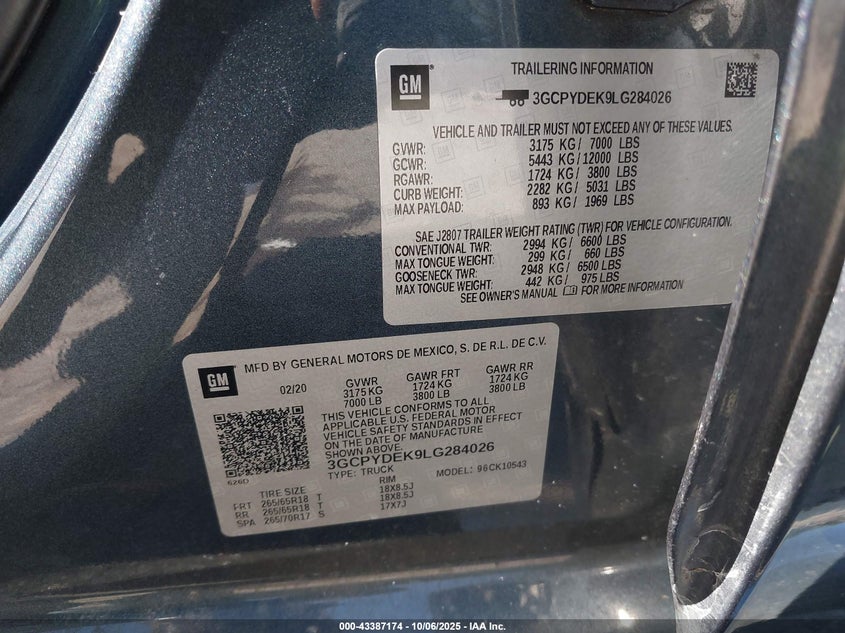 GM
TRAILERING INFORMATION
3GCPYDEK9LG284026
VEHICLE AND TRAILER MUST NOT EXCEED ANY OF THESE VALUES.
GVWR: 3175 KG / 7000 LBS
GCWR: 5443 KG / 12000 LBS
RGAWR: 1724 KG / 3800 LBS
CURB WEIGHT: 2282 KG / 5031 LBS
MAX PAYLOAD: 893 KG / 1969 LBS
SAE J2807 TRAILER WEIGHT RATING (TWR) FOR VEHICLE CONFIGURATION.
CONVENTIONAL TWR: 2994 KG / 6600 LBS
MAX TONGUE WEIGHT: 299 KG / 660 LBS
GOOSENECK TWR: 2948 KG / 6500 LBS
MAX TONGUE WEIGHT: 442 KG / 975 LBS
SEE OWNER'S MANUAL FOR MORE INFORMATION
GM
MFD BY GENERAL MOTORS DE MEXICO, S. DE R.L. DE C.V.
02/20 GVWR GAWR FRT GAWR RR
3175 KG 1724 KG 1724 KG
7000 LB 3800 LB 3800 LB
THIS VEHICLE CONFORMS TO ALL
APPLICABLE U.S. FEDERAL MOTOR
VEHICLE SAFETY STANDARDS IN EFFECT
ON THE DATE OF MANUFACTURE
SHOWN ABOVE.
3GCPYDEK9LG284026
TYPE: TRUCK MODEL: 96CK10543
626D
TIRE SIZE RIM
FRT 265/65R18 T 18X8.5J
RR 265/65R18 T 18X8.5J
SPA 265/70R17 S 17X7J
000-43387174 - 10/06/2025 - IAA Inc.